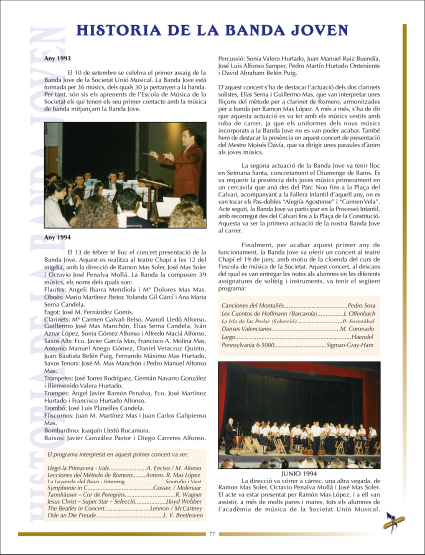 HISTORIA DE LA BANDA JOVEN
HISTORIA DE LA BANDA JOVEN
Any 1993
El 10 de setembre se celebra el primer assaig de la
Banda Jove de la Societat Unió Musical. La Banda Jove està
formada per 36 músics, dels quals 30 ja pertanyen a la banda.
Per tant, són sis els aprenents de l'Escola de Música de la
Societat els qui tenen els seu primer contacte amb la música
de banda mitjançant la Banda Jove.
Any 1994
El 13 de febrer té lloc el concert presentació de la
Banda Jove. Aquest es realitza al teatre Chapí a les 12 del
migdia, amb la direcció de Ramon Mas Soler, José Mas Soler
i Octavio José Penalva Mollá. La Banda la composen 39
músics, els noms dels quals són:
Flautes: Angeli Ibarra Mendiola i Mª Dolores Mas Mas.
Oboès: Mario Martínez Pastor, Yolanda Gil Garcí i Ana María
Serna Candela.
Fagot: José M. Fernández Gomis.
Clarinets: Mª Carmen Galvañ Belso, Manoli Lledó Alfonso,
Guillermo José Mas Manchón, Elías Serna Candela, Iván
Aznar López, Sonia Gómez Alfonso i Alfredo Maciá Alfonso.
Saxos Alts: Fco. Javier García Mas, Francisco A. Molina Mas,
Antonio Manuel Anego Gómez, Daniel Veracruz Quinto,
Juan Bautista Belén Puig, Fernando Máximo Mas Hurtado.
Saxos Tenors: José M. Mas Manchón i Pedro Manuel Alfonso
Mas.
Trompetes: José Torres Rodríguez, Germán Navarro González
i Bienvenido Valera Hurtado.
Trompes: Ángel Javier Ramón Penalva, Fco. José Martínez
Hurtado i Francisco Hurtado Alfonso.
Trombó: José Luis Planelles Candela.
Fliscornos: Juan M. Martínez Mas i Juan Carlos Galipienso
Mas.
Bombardino: Joaquín Lledó Rocamora.
Baixos: Javier González Pastor i Diego Carreres Alfonso.
El programa interpretat en aquest primer concert va ser:
Llegó la Primavera - Vals...A. Enciso / M. Alonso
Lecciones del Método de Romero...Armon. R. Mas López
Symphonie in C...Gossec / Molenaar
Tannhäuser – Cor de Peregrins...R. Wagner
Jesus Christ – Super Star – Selecció...Lloyd Webber
The Beatles in Concert...Lennon / McCartney
Ode an Die Freude...L. V. Beethoven
Percussió: Sonia Valero Hurtado, Juan Manuel Ruiz Buendía,
José Luis Alfonso Samper, Pedro Martín Hurtado Onteniente
i David Abraham Belén Puig.
D'aquest concert s'ha de destacar l'actuació dels dos clarinets
solistes, Elías Serna i Guillermo Mas, que van interpretar unes
lliçons del mètode per a clarinet de Romero, armonitzades
per a banda per Ramon Mas López. A més a més, s'ha de dir
que aquesta actuació es va fer amb els músics vestits amb
roba de carrer, ja que els uniformes dels nous músics
incorporats a la Banda Jove no es van poder acabar. També
hem de destacar la presència en aquest concert de presentació
del Mestre Moisés Davía, que va dirigir unes paraules d'ànim
als joves músics.
La segona actuació de la Banda Jove va tenir lloc
en Setmana Santa, concretament el Diumenge de Rams. Es
va requerir la presència dels joves músics primerament en
un cercavila que anà des del Parc Nou fins a la Plaça del
Calvari, acompanyant a la Fallera Infantil d'aquell any, on es
van tocar els Pas-dobles "Alegría Agostense" i "Carmen Vela".
Acte seguit, la Banda Jove va participar en la Processó Infantil,
amb recorregut des del Calvari fins a la Plaça de la Constitució.
Aquesta va ser la primera actuació de la nostra Banda Jove
al carrer.
Finalment, per acabar aquest primer any de
funcionament, la Banda Jove va oferir un concert al teatre
Chapí el 19 de juny, amb motiu de la cloenda del curs de
l'escola de música de la Societat. Aquest concert, al descans
del qual es van entregar les notes als alumnes en les diferents
assignatures de solfeig i instruments, va tenir el següent
programa:
Canciones del Montañés...Pedro Sosa
Los Cuentos de Hoffmann (Barcarola)...J. Offenbach
Danses Valencianes...M. Coronado
Largo...Haendel
Pennsylvania 6-5000...Sigman-Gray-Ham
JUNIO 1994
La direcció va córrer a càrrec, una altra vegada, de
Ramon Mas Soler, Octavio Penalva Mollá i José Mas Soler.
El acte va estar presentat per Ramón Mas López, i a ell van
assistir, a més de molts pares i mares, tots els alumnes de
l'acadèmia de música de la Societat Unió Musical.
77